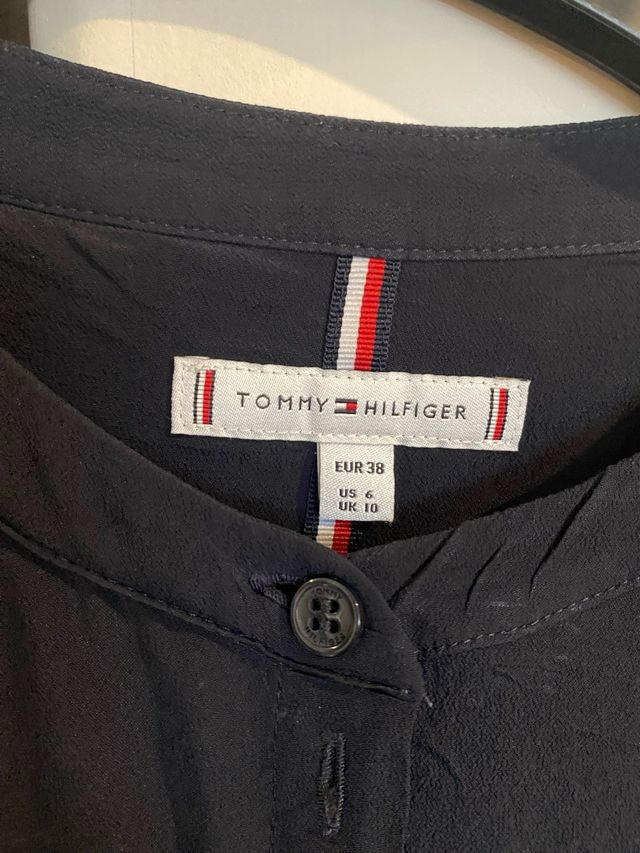 TOMMY HILFIGER
EUR 38
US 6
UK 10
TOMMY
HILFIGER